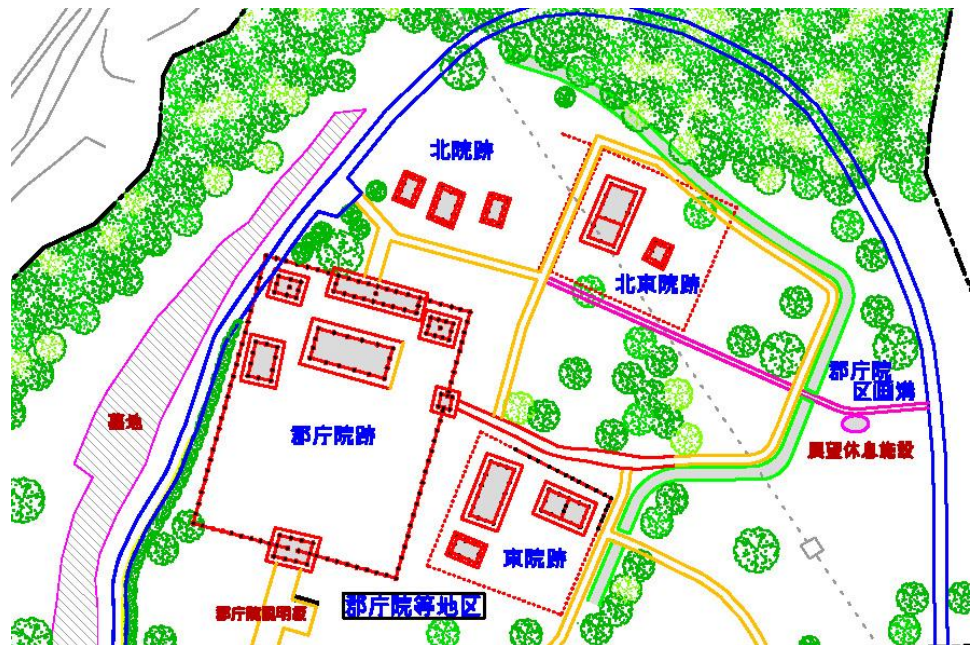 北院跡
北東院跡
郡庁院
区画溝
墓地
展望休息施設
郡庁院跡
東院跡
郡庁院説明板
郡庁院等地区